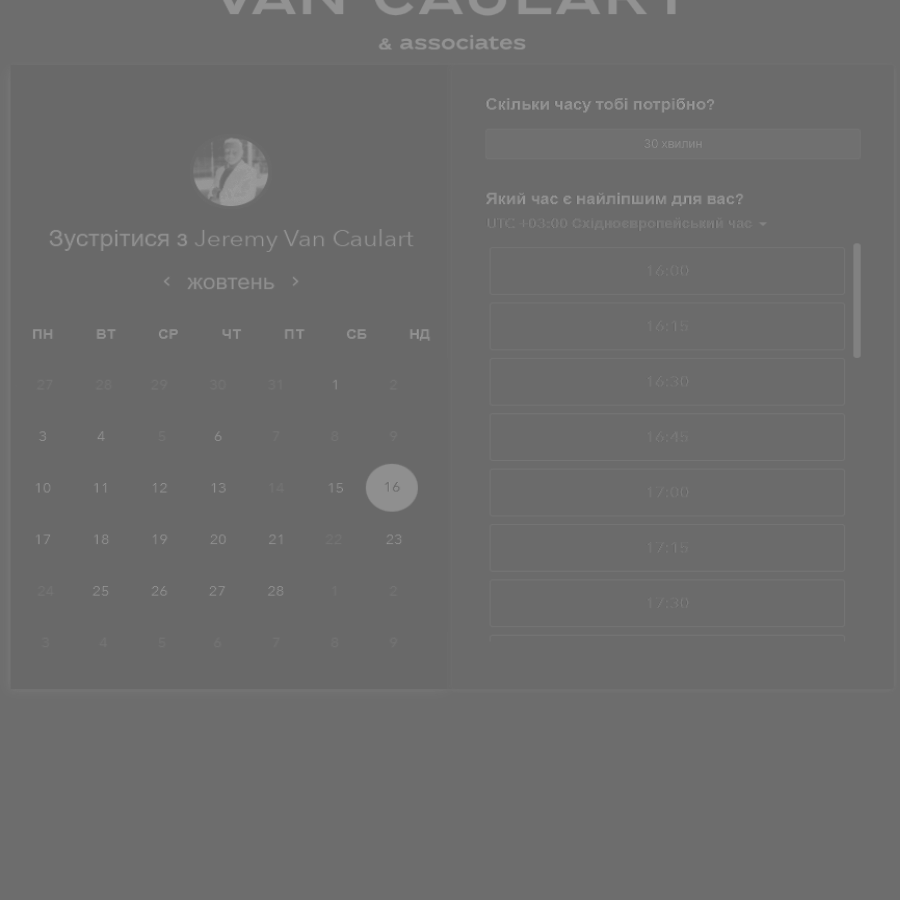 VAN CAULART
& associates
Зустрітися з Jeremy Van Caulart
жовтень
ПН ВТ СР ЧТ ПТ СБ НД
27 28 29 30 31 1 2
3 4 5 6 7 8 9
10 11 12 13 14 15 16
17 18 19 20 21 22 23
24 25 26 27 28 1 2
3 4 5 6 7 8 9
Скільки часу тобі потрібно?
30 хвилин
Який час є найліпшим для вас?
UTC +03:00 Східноєвропейський час
16:00
16:15
16:30
16:45
17:00
17:15
17:30